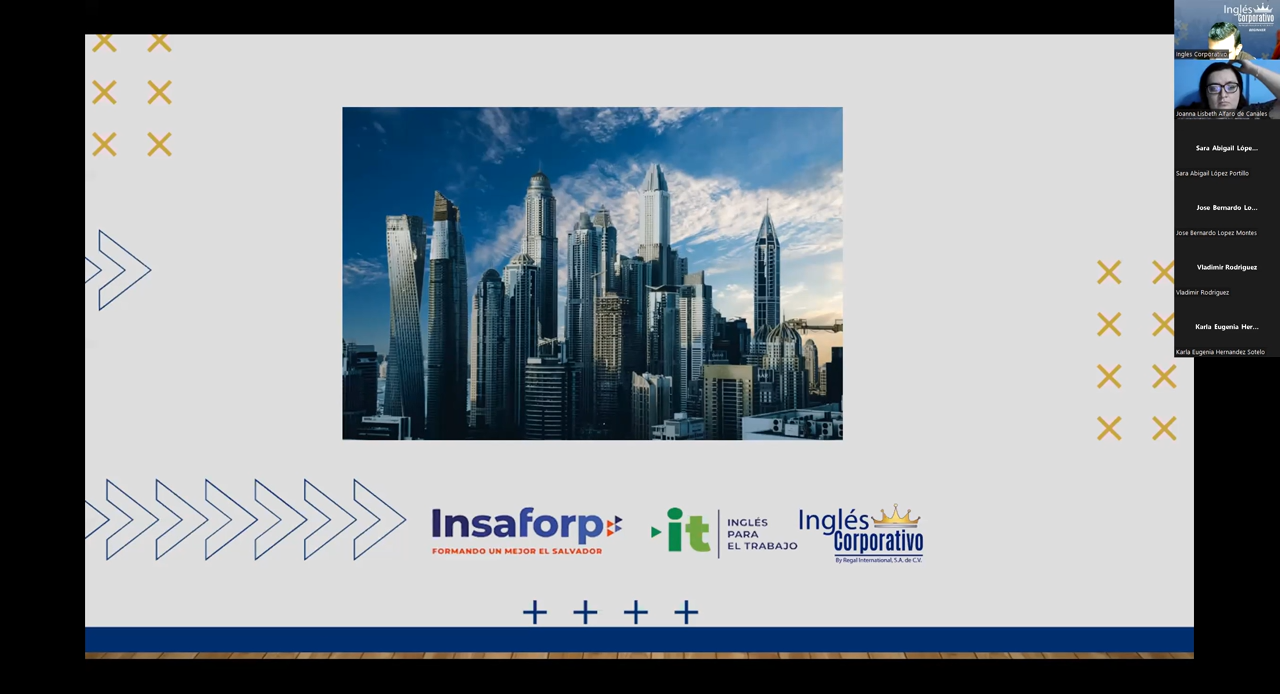 Insaforp
FORMANDO UN MEJOR EL SALVADOR
it
INGLÉS
PARA
EL TRABAJO
Inglés
Corporativo
By Regal International, S.A. de C.V.
Inglés
Corporativo
Ingles Corporativo
Joanna Lisbeth Alfaro de Canales
Sara Abigail Lópe...
Sara Abigail López Portillo
Jose Bernardo Lo...
Jose Bernardo Lopez Montes
Vladimir Rodriguez
Vladimir Rodriguez
Karla Eugenia Her...
Karla Eugenia Hernandez Sotelo